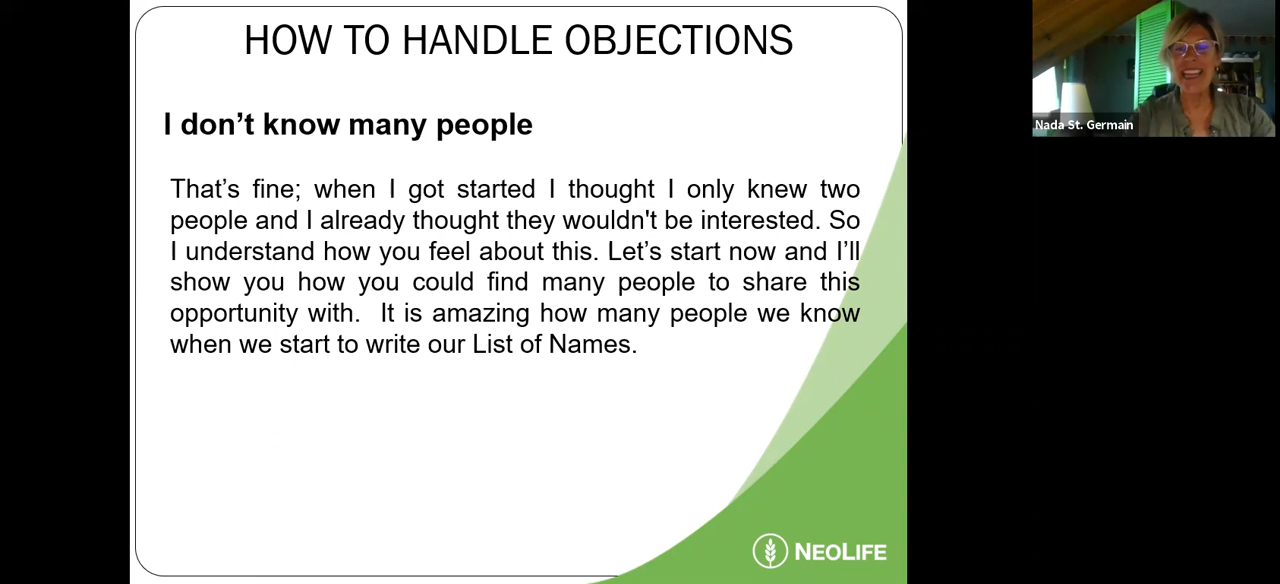 HOW TO HANDLE OBJECTIONS
I don’t know many people
That’s fine; when I got started I thought I only knew two
people and I already thought they wouldn't be interested. So
I understand how you feel about this. Let’s start now and I’ll
show you how you could find many people to share this
opportunity with.  It is amazing how many people we know
when we start to write our List of Names.
NEOLIFE
Nada St. Germain